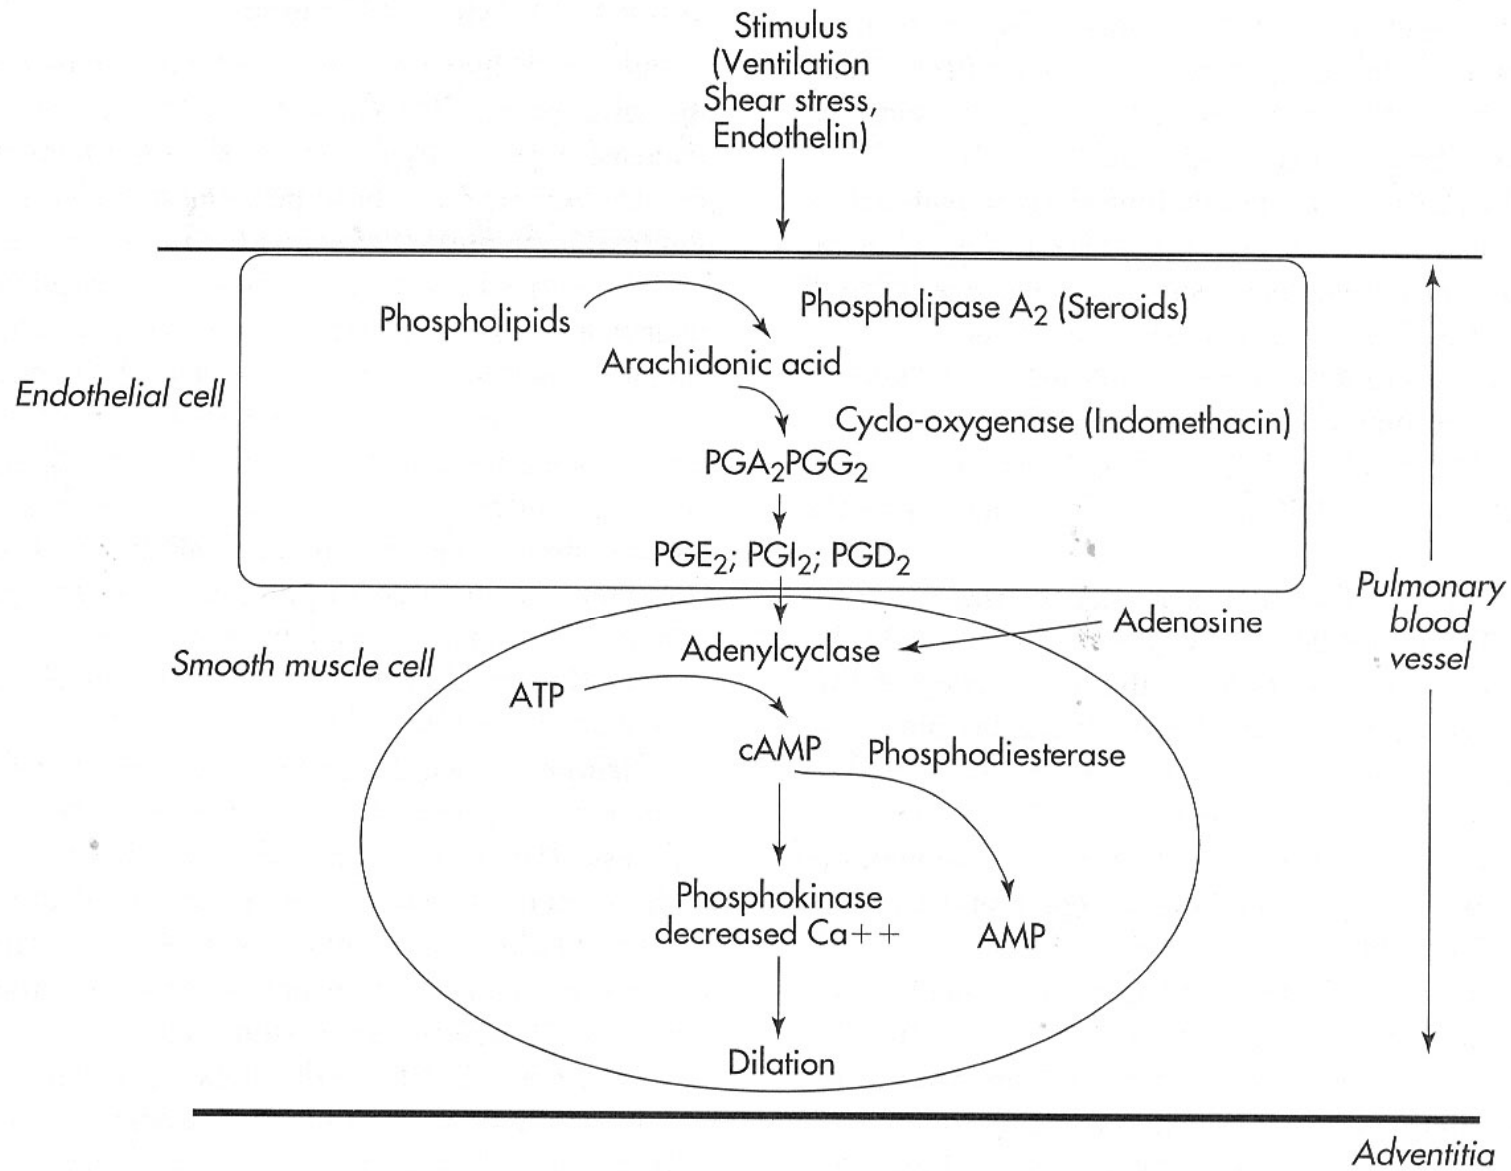 Stimulus
(Ventilation
Shear stress,
Endothelin)
Phospholipids
Phospholipase A₂ (Steroids)
Arachidonic acid
Endothelial cell
Cyclo-oxygenase (Indomethacin)
PGA₂PGG₂
PGE₂; PGI₂; PGD₂
Pulmonary
blood
vessel
Adenosine
Smooth muscle cell
Adenylcyclase
ATP
cAMP
Phosphodiesterase
Phosphokinase
decreased Ca++
AMP
Dilation
Adventitia